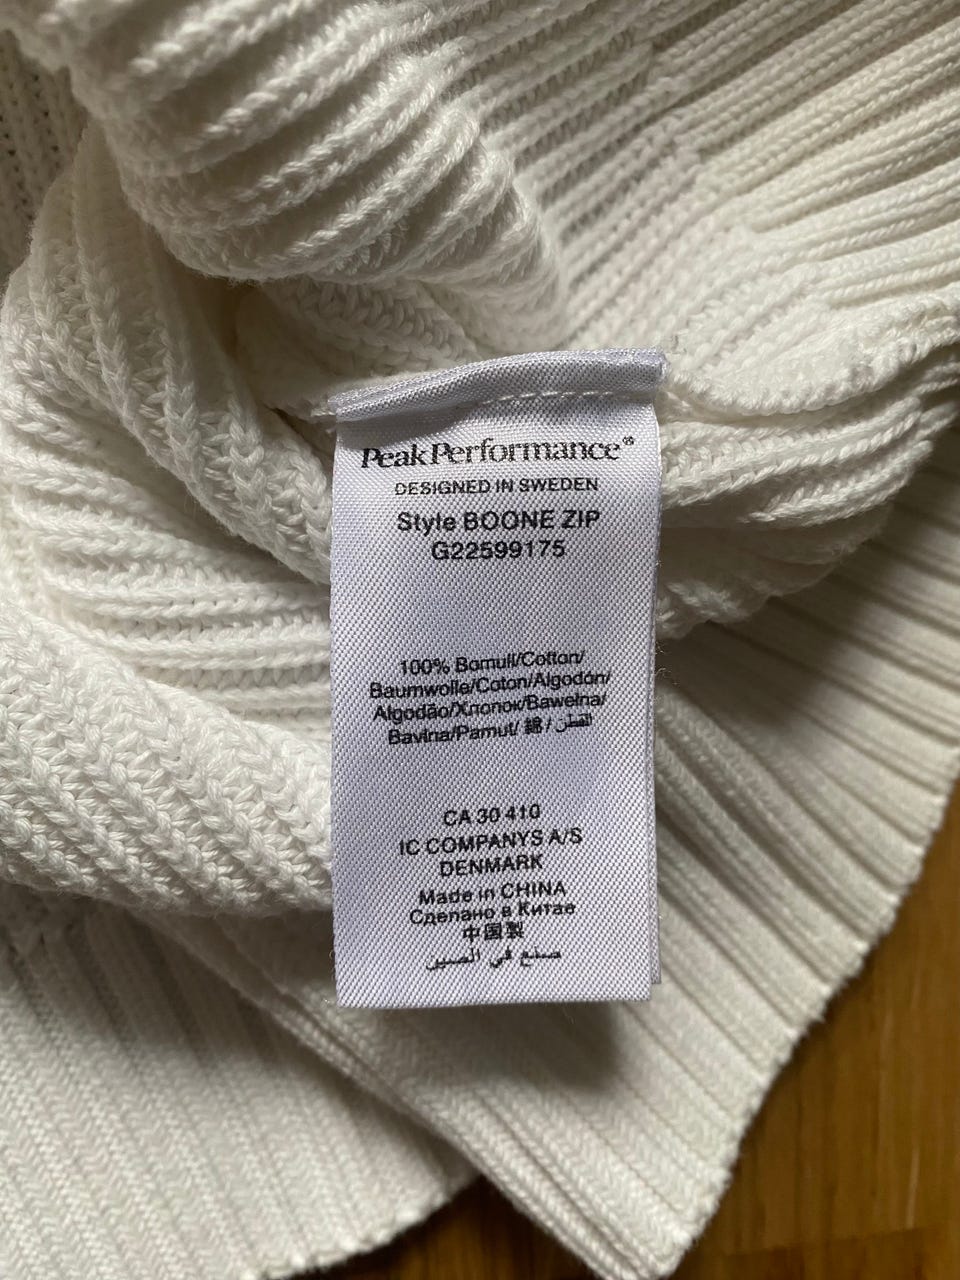 PeakPerformance®
DESIGNED IN SWEDEN
Style BOONE ZIP
G22599175
100% Bomull/Cotton/
Baumwolle/Coton/Algodón/
Algodão/Хлопок/Bawełna/
Bavlna/Pamut/ 綿 / القطن
CA 30 410
IC COMPANYS A/S
DENMARK
Made in CHINA
Сделано в Китае
中国製
صنع في الصين